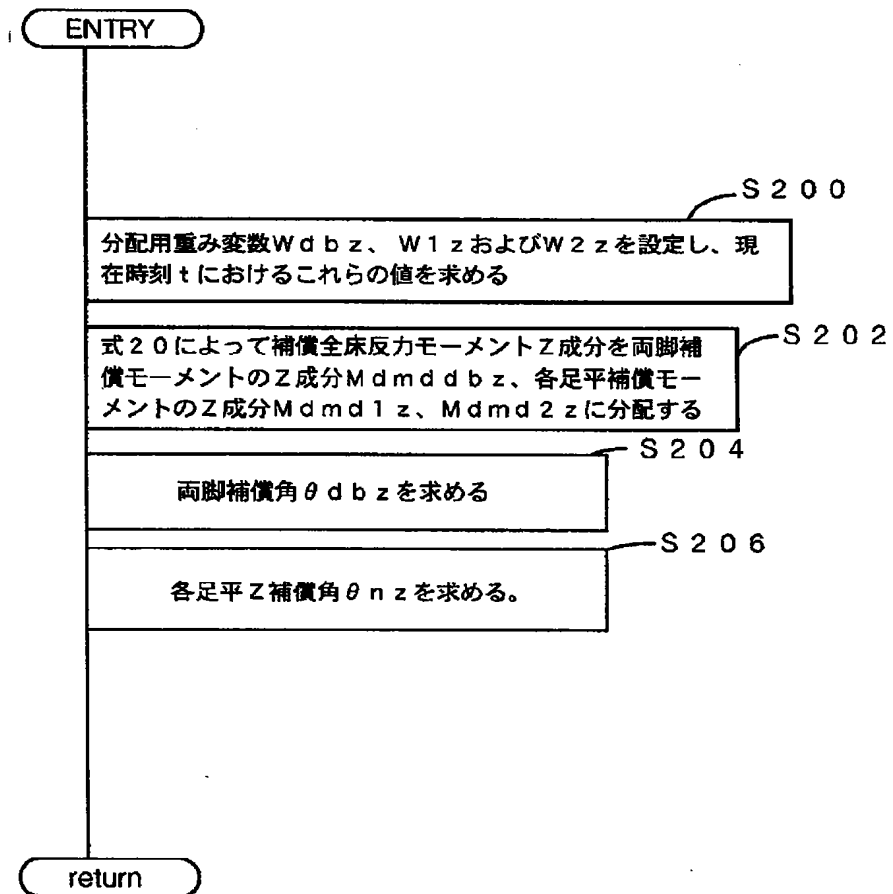 ENTRY
S200
分配用重み変数Wdbz、W1zおよびW2zを設定し、現
在時刻tにおけるこれらの値を求める
S202
式20によって補償全床反力モーメントZ成分を両脚補
償モーメントのZ成分Mdmddbz、各足平補償モー
メントのZ成分Mdmd1z、Mdmd2zに分配する
S204
両脚補償角θdbzを求める
S206
各足平Z補償角θnzを求める。
return